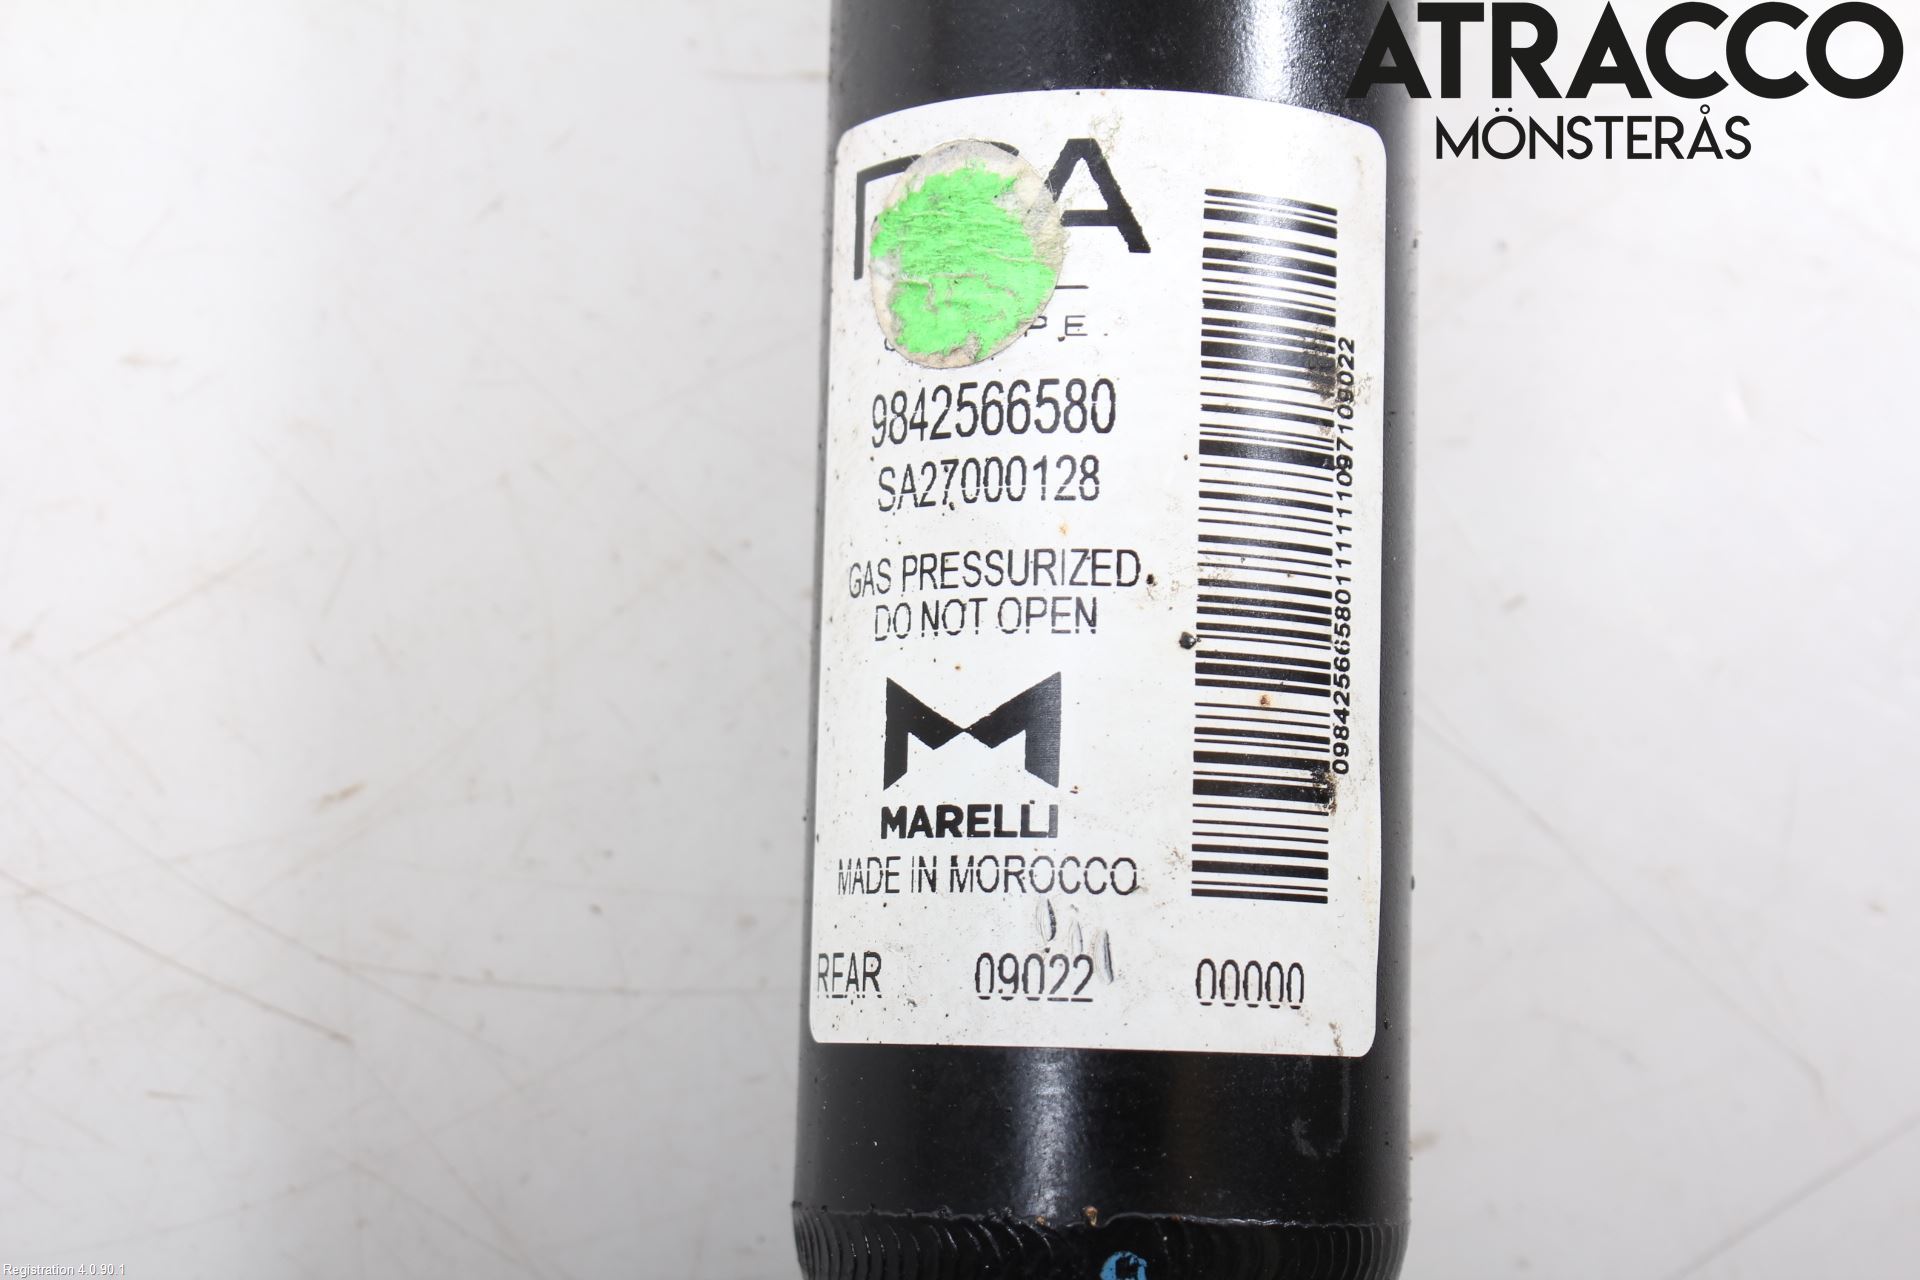 ATRACCO
MÖNSTERÅS
9842566580
SA27000128
GAS PRESSURIZED
DO NOT OPEN
MARELLI
MADE IN MOROCCO
REAR 09022 00000
Registration 4.0.90.1